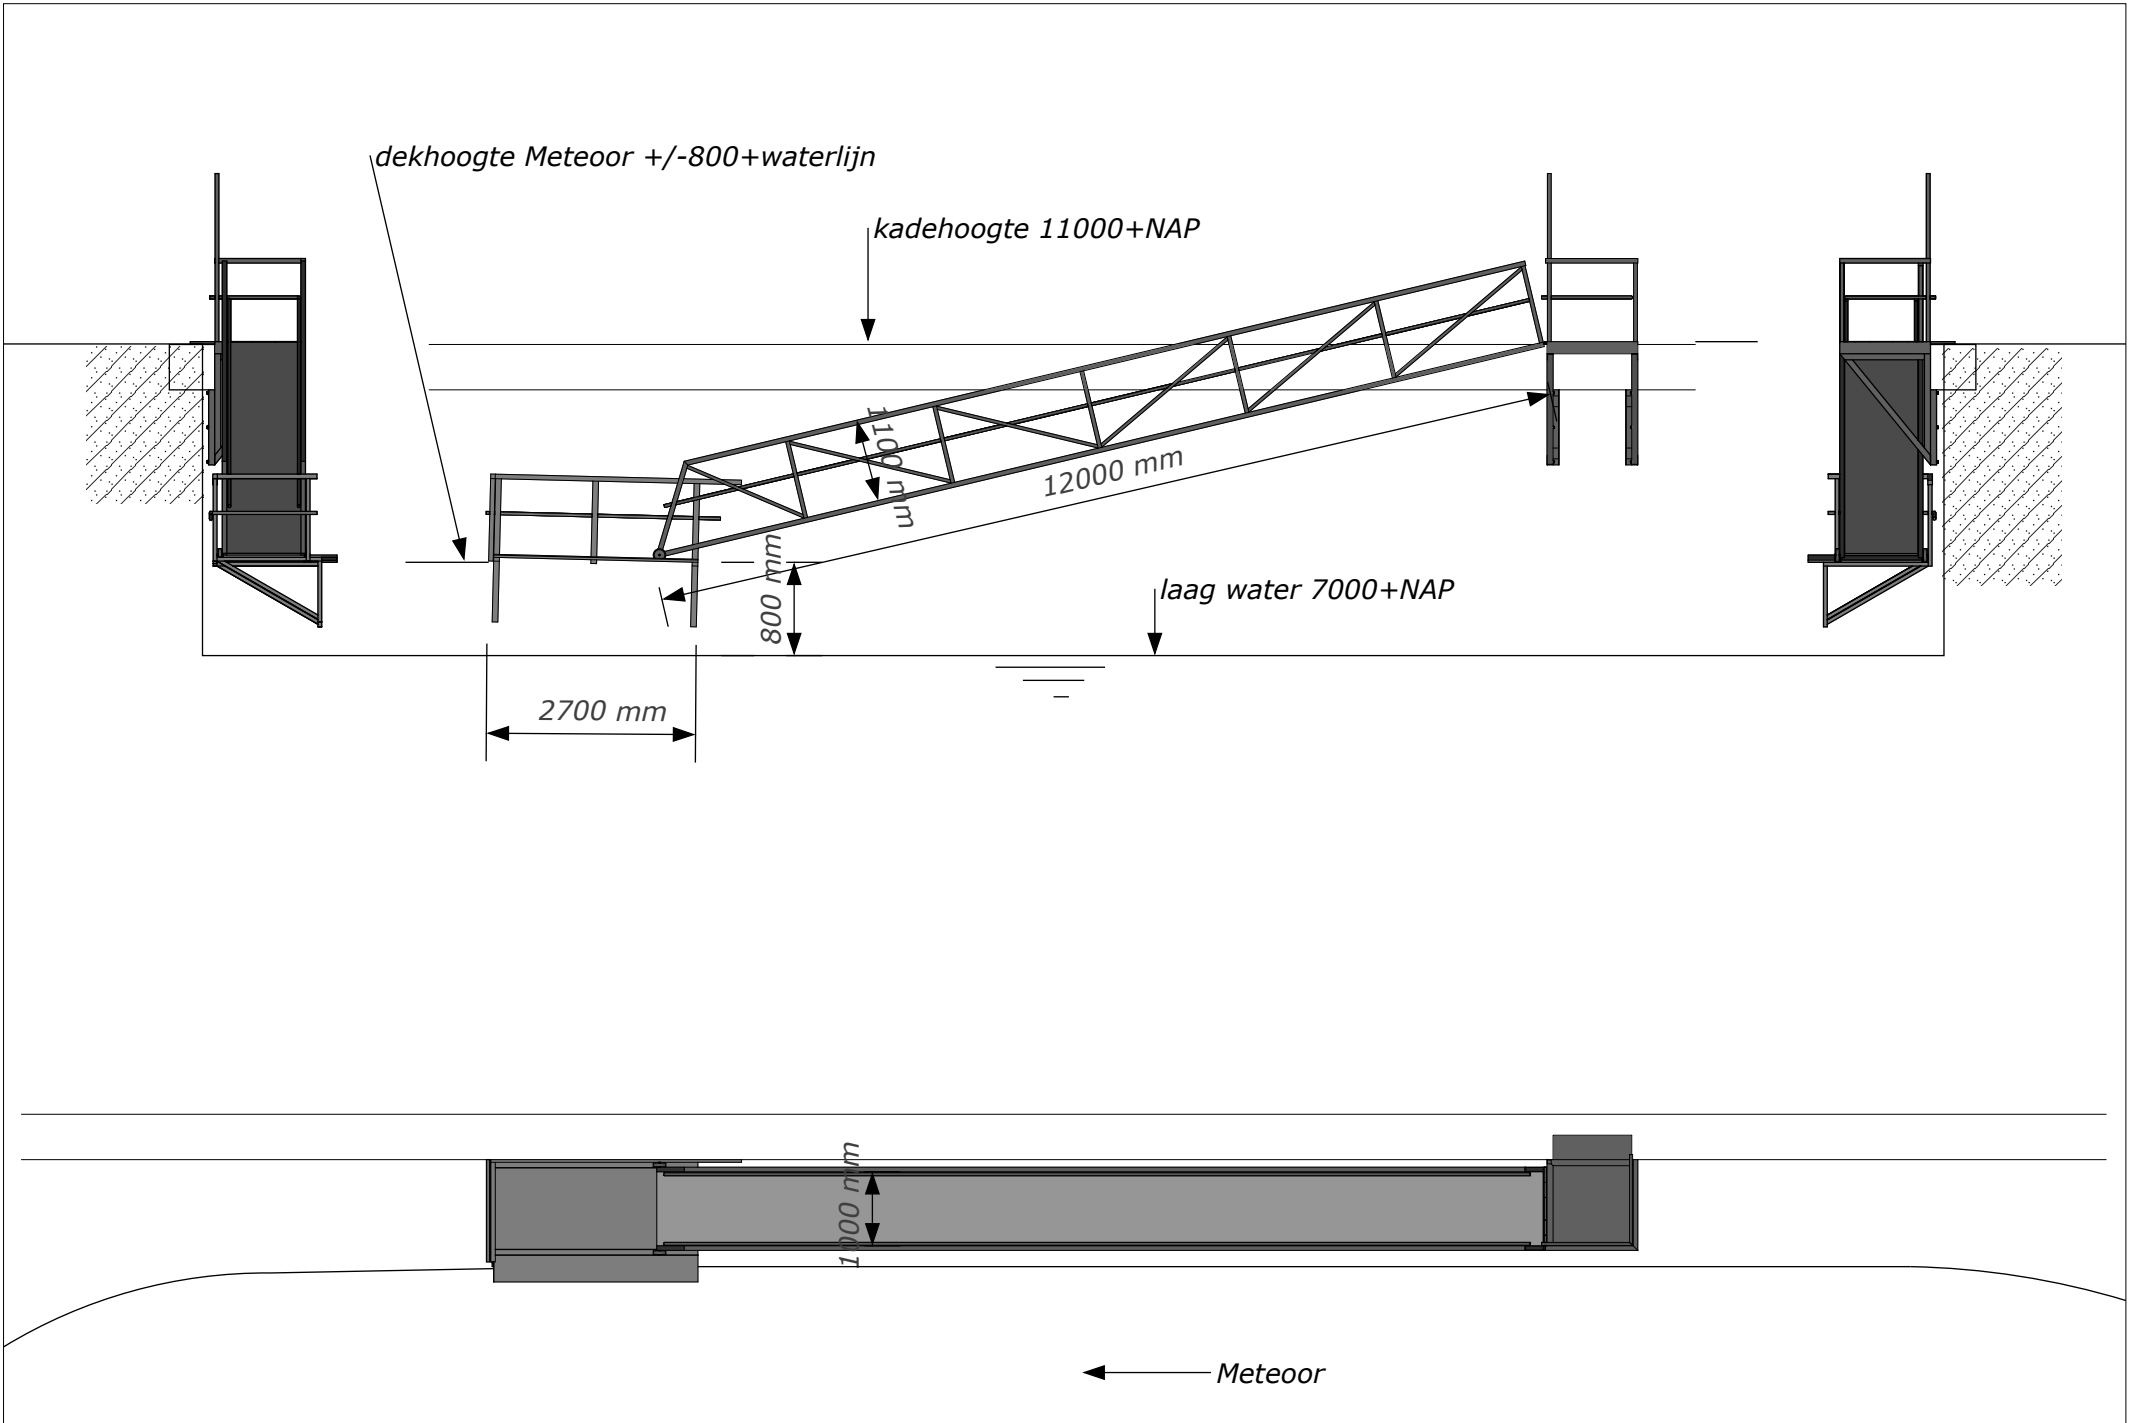 dekhoogte Meteoor +/-800+waterlijn
kadehoogte 11000+NAP
1100 mm
12000 mm
800 mm
laag water 7000+NAP
2700 mm
1000 mm
Meteoor